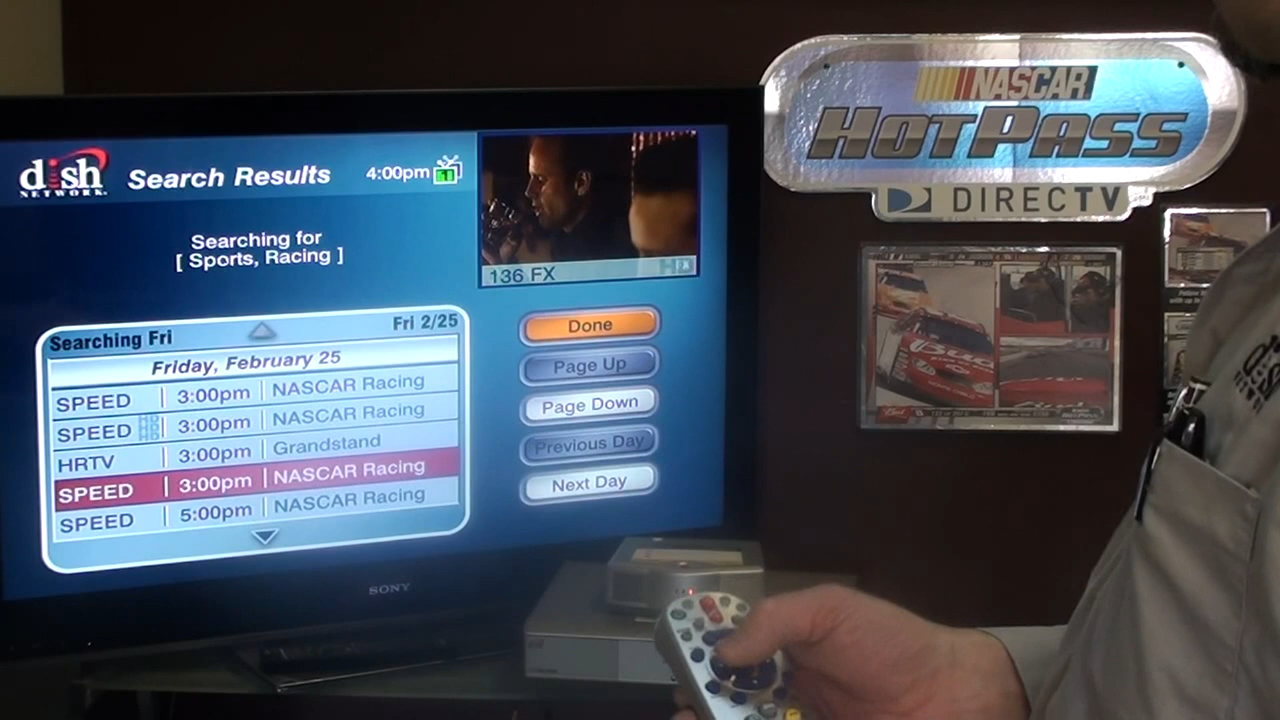 dish
NETWORK
Search Results
4:00pm
1
Searching for
[ Sports, Racing ]
136 FX
HD
Searching Fri
Fri 2/25
Friday, February 25
SPEED 3:00pm NASCAR Racing
SPEED HD 3:00pm NASCAR Racing
HRTV 3:00pm Grandstand
SPEED 3:00pm NASCAR Racing
SPEED 5:00pm NASCAR Racing
Done
Page Up
Page Down
Previous Day
Next Day
SONY
NASCAR
HOTPASS
DIRECTV
Bud